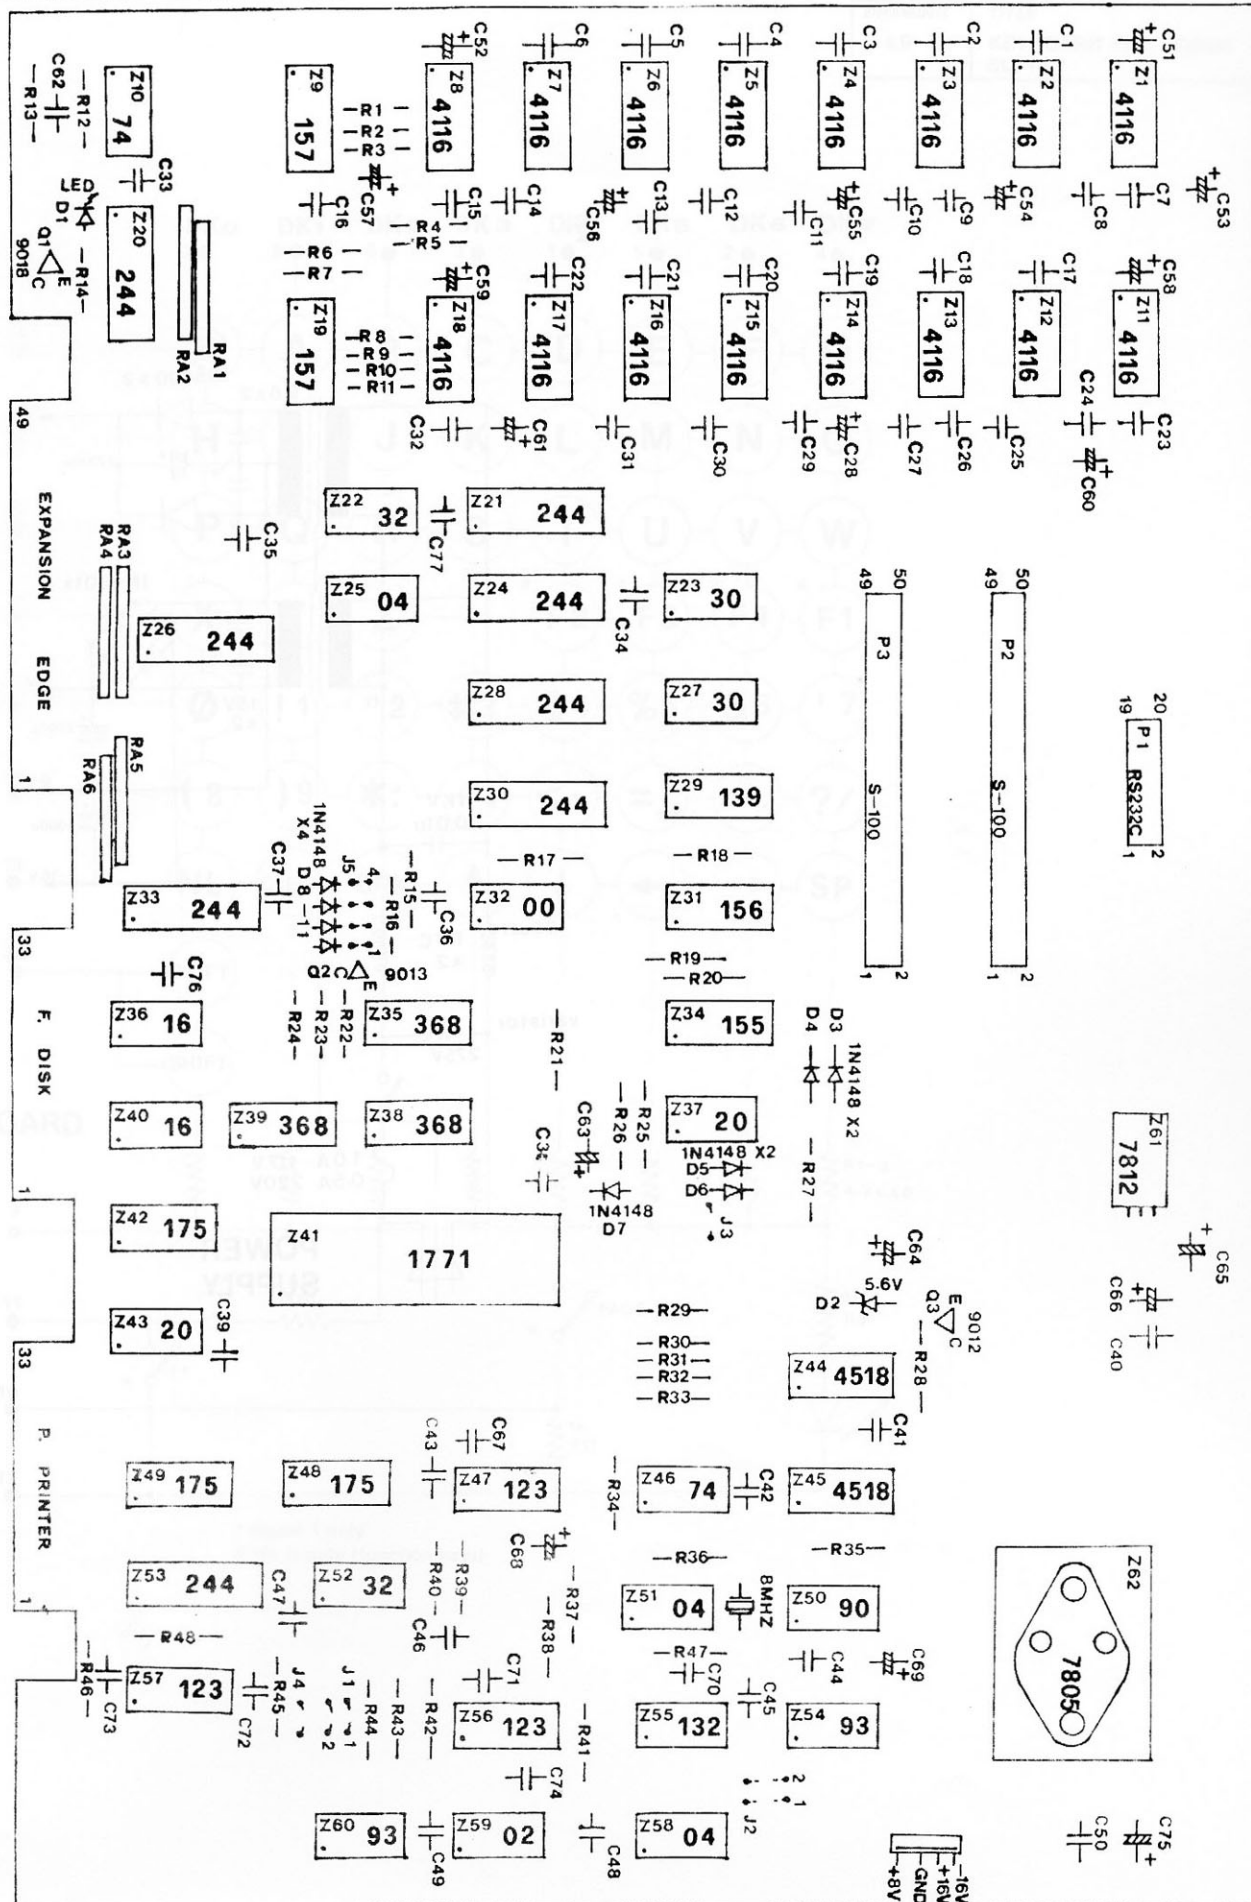 C52
C6
C5
C4
C3
C2
C1
C51
Z10
74
Z9
157
Z8
4116
Z7
4116
Z6
4116
Z5
4116
Z4
4116
Z3
4116
Z2
4116
Z1
4116
C62
R13
R12
R1
R2
R3
C33
LED
D1
Q1
9018
E
C
R14
Z20
244
RA2
RA1
C16
C57
C15
C14
C56
C13
C12
C11
C55
C10
C9
C54
C8
C7
C53
R4
R5
R6
R7
C59
C22
C21
C20
C19
C18
C17
C58
Z19
157
R8
R9
R10
R11
Z18
4116
Z17
4116
Z16
4116
Z15
4116
Z14
4116
Z13
4116
Z12
4116
Z11
4116
C32
C61
C31
C30
C29
C28
C27
C26
C25
C24
C60
C23
49
EXPANSION EDGE
1
Z22
32
C77
Z21
244
C35
RA4
RA3
Z25
04
Z24
244
C34
Z23
30
49
50
P3
S-100
1
2
49
50
P2
S-100
1
2
Z26
244
Z28
244
Z27
30
19
20
P1
RS232C
1
2
RA6
RA5
Z30
244
Z29
139
1N4148
X4
D8-11
J5
4
1
R15
R16
R17
R18
C37
C36
Z33
244
Z32
00
Z31
156
33
F. DISK
1
C76
Q2
C
E
9013
R19
R20
R24
R23
R22
Z36
16
Z35
368
R21
Z34
155
D4
D3
1N4148 X2
Z40
16
Z39
368
Z38
368
C63
R26
R25
Z37
20
1N4148 X2
D5
D6
R27
Z61
7812
1N4148
D7
J3
Z42
175
Z41
1771
C64
C65
5.6V
D2
Q3
E
C
9012
C66
C40
Z43
20
C39
R29
R30
R31
R32
R33
Z44
4518
R28
C41
33
P. PRINTER
1
C43
C67
Z49
175
Z48
175
Z47
123
R34
Z46
74
C42
Z45
4518
C68
R36
R35
Z53
244
C47
Z52
32
R40
R39
R37
R38
Z51
04
8MHZ
Z50
90
Z62
7805
R48
C46
R47
C44
C69
R46
C73
Z57
123
C72
R45
J4
J1
2
1
R44
R43
R42
C71
C70
C45
Z56
123
R41
Z55
132
Z54
93
C74
2
1
J2
Z60
93
C49
Z59
02
C48
Z58
04
+8V
GND
+16V
-16V
C50
C75